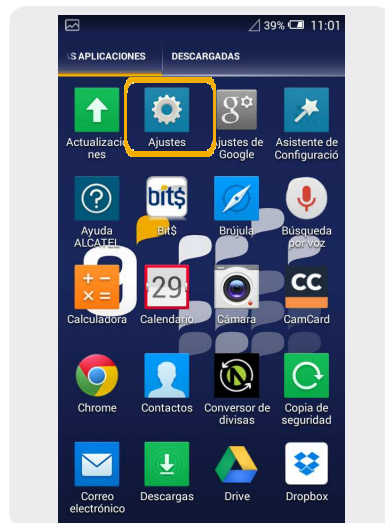 39% 11:01
\S APLICACIONES DESCARGADAS
Actualizacio
nes
Ajustes
Ajustes de
Google
Asistente de
Configuració
Ayuda
ALCATEL
Bit$
Brújula
Búsqueda
por voz
Calculadora
Calendario
Cámara
CamCard
Chrome
Contactos
Conversor de
divisas
Copia de
seguridad
Correo
electrónico
Descargas
Drive
Dropbox
g
?
bit$
+ −
× =
29
CC